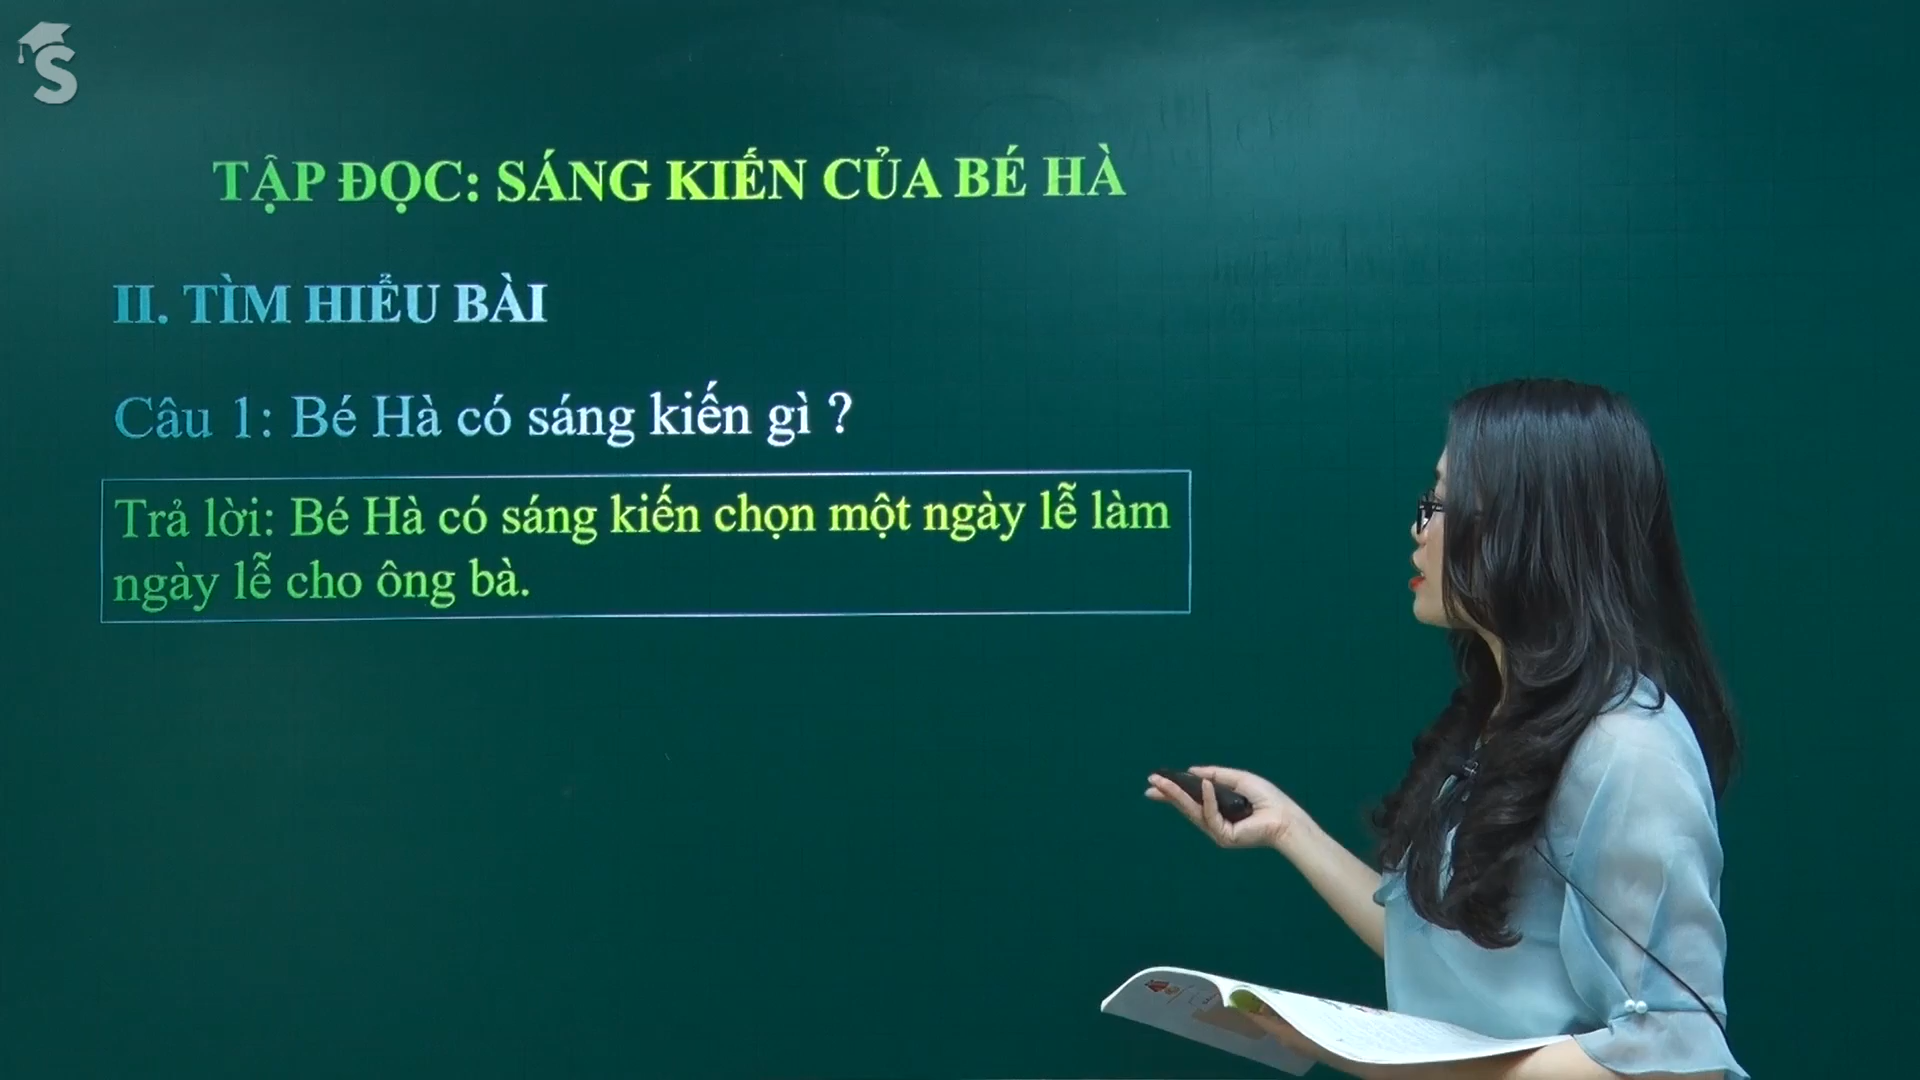 S
TẬP ĐỌC: SÁNG KIẾN CỦA BÉ HÀ
II. TÌM HIỂU BÀI
Câu 1: Bé Hà có sáng kiến gì ?
Trả lời: Bé Hà có sáng kiến chọn một ngày lễ làm
ngày lễ cho ông bà.